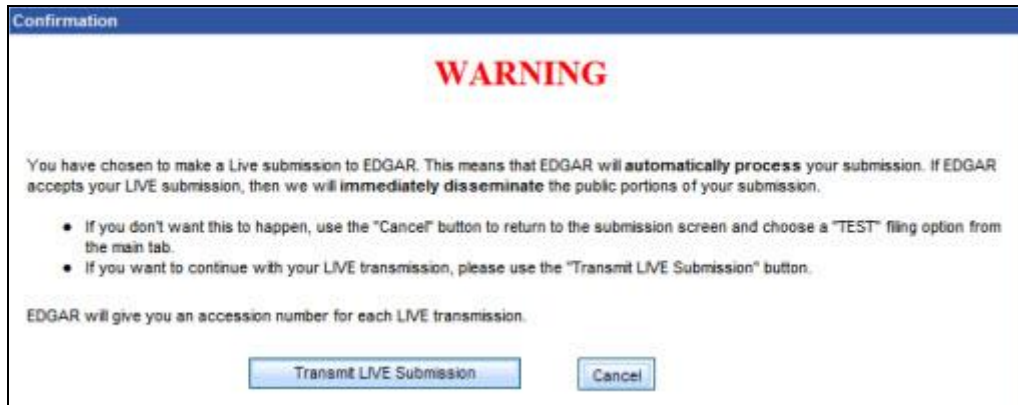 Confirmation
WARNING
You have chosen to make a Live submission to EDGAR. This means that EDGAR will automatically process your submission. If EDGAR
accepts your LIVE submission, then we will immediately disseminate the public portions of your submission.
• If you don't want this to happen, use the "Cancel" button to return to the submission screen and choose a "TEST" filing option from
the main tab.
• If you want to continue with your LIVE transmission, please use the "Transmit LIVE Submission" button.
EDGAR will give you an accession number for each LIVE transmission.
Transmit LIVE Submission Cancel